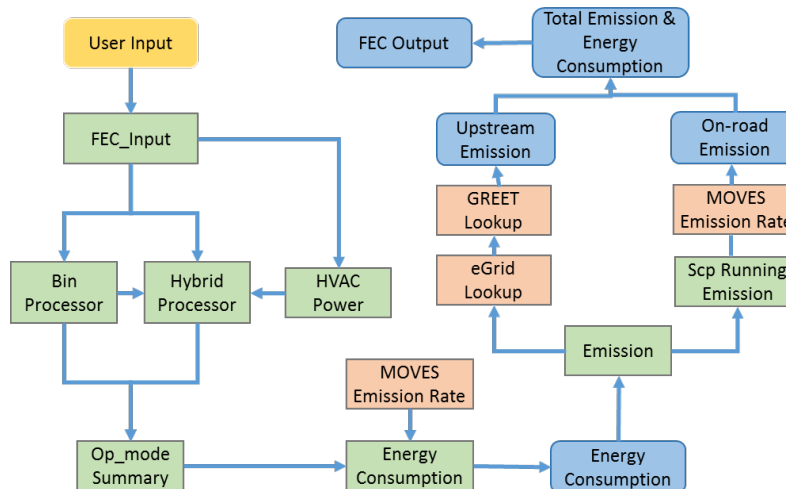 User Input
FEC Output
Total Emission &
Energy
Consumption
FEC_Input
Upstream
Emission
On-road
Emission
GREET
Lookup
MOVES
Emission Rate
Bin
Processor
Hybrid
Processor
HVAC
Power
eGrid
Lookup
Scp Running
Emission
Emission
MOVES
Emission Rate
Op_mode
Summary
Energy
Consumption
Energy
Consumption